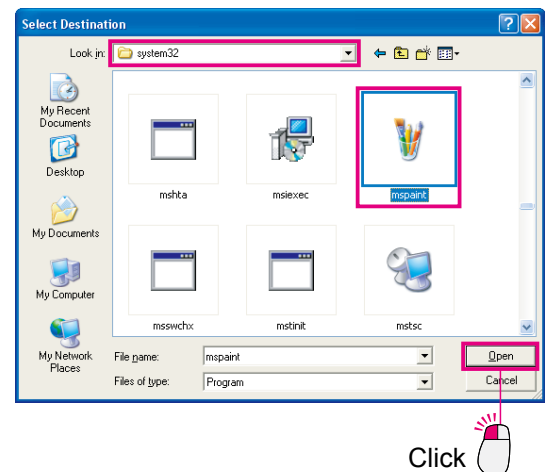 Select Destination
Look in:
system32
My Recent
Documents
Desktop
My Documents
My Computer
My Network
Places
mshta
msiexec
mspaint
msswchx
mstinit
mstsc
File name:
mspaint
Open
Files of type:
Program
Cancel
Click